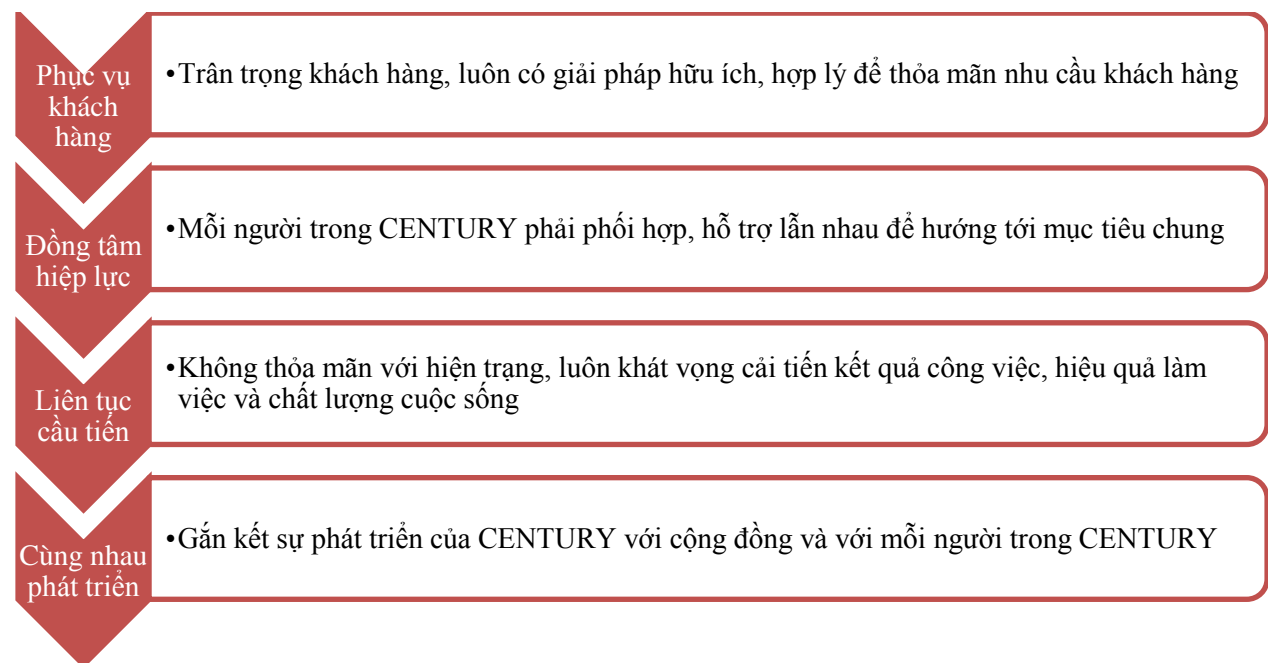 Phục vụ
khách
hàng
•Trân trọng khách hàng, luôn có giải pháp hữu ích, hợp lý để thỏa mãn nhu cầu khách hàng
Đồng tâm
hiệp lực
•Mỗi người trong CENTURY phải phối hợp, hỗ trợ lẫn nhau để hướng tới mục tiêu chung
Liên tục
cầu tiến
•Không thỏa mãn với hiện trạng, luôn khát vọng cải tiến kết quả công việc, hiệu quả làm
việc và chất lượng cuộc sống
Cùng nhau
phát triển
•Gắn kết sự phát triển của CENTURY với cộng đồng và với mỗi người trong CENTURY